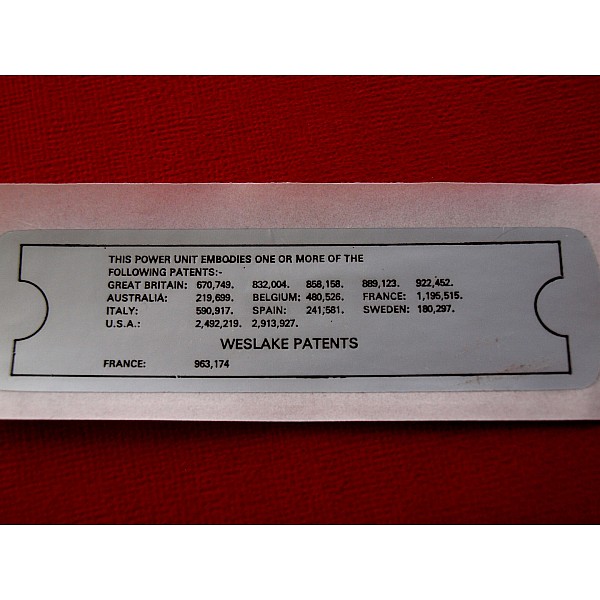 THIS POWER UNIT EMBODIES ONE OR MORE OF THE
FOLLOWING PATENTS:-
GREAT BRITAIN: 670,749. 832,004. 858,158. 889,123. 922,452.
AUSTRALIA: 219,699. BELGIUM; 480,526. FRANCE: 1,195,515.
ITALY: 590,917. SPAIN: 241,581. SWEDEN: 180,297.
U.S.A.: 2,492,219. 2,913,927.
WESLAKE PATENTS
FRANCE: 963,174